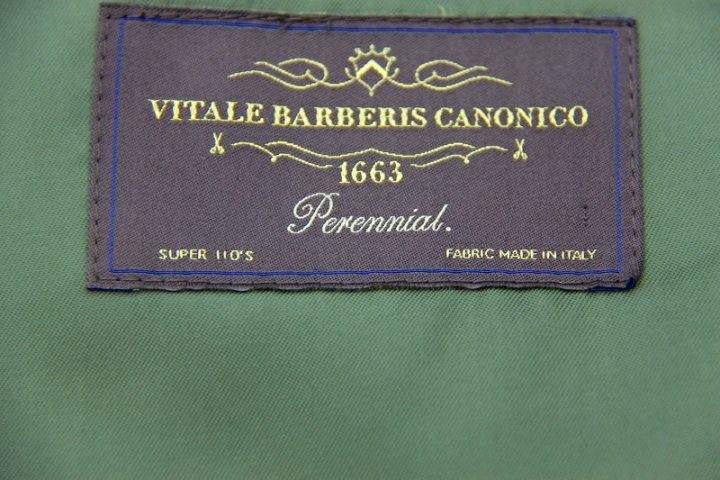 VITALE BARBERIS CANONICO
1663
Perennial.
SUPER 110'S
FABRIC MADE IN ITALY